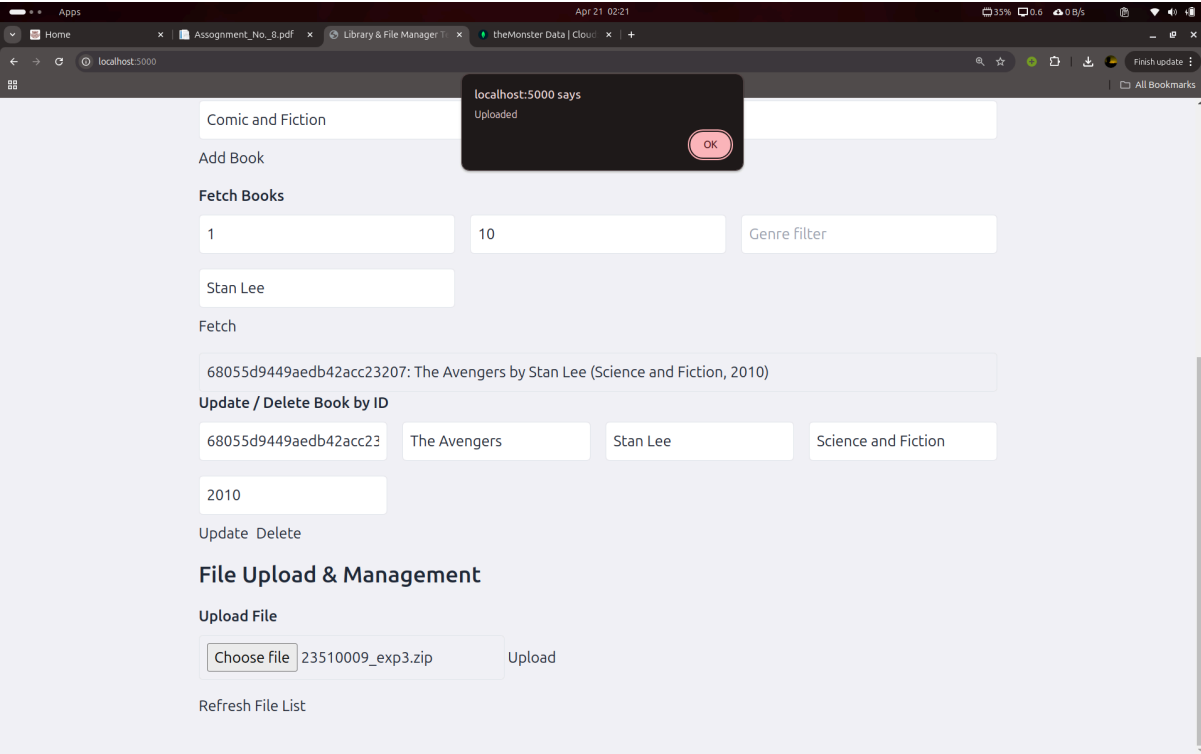 Apps
Apr 21 02:21
35% 0.6 0 B/s
Home
Assognment_No._8.pdf
Library & File Manager T
theMonster Data | Cloud
localhost:5000
Finish update
All Bookmarks
localhost:5000 says
Uploaded
OK
Comic and Fiction
Add Book
Fetch Books
1 10 Genre filter
Stan Lee
Fetch
68055d9449aedb42acc23207: The Avengers by Stan Lee (Science and Fiction, 2010)
Update / Delete Book by ID
68055d9449aedb42acc23 The Avengers Stan Lee Science and Fiction
2010
Update Delete
File Upload & Management
Upload File
Choose file 23510009_exp3.zip Upload
Refresh File List